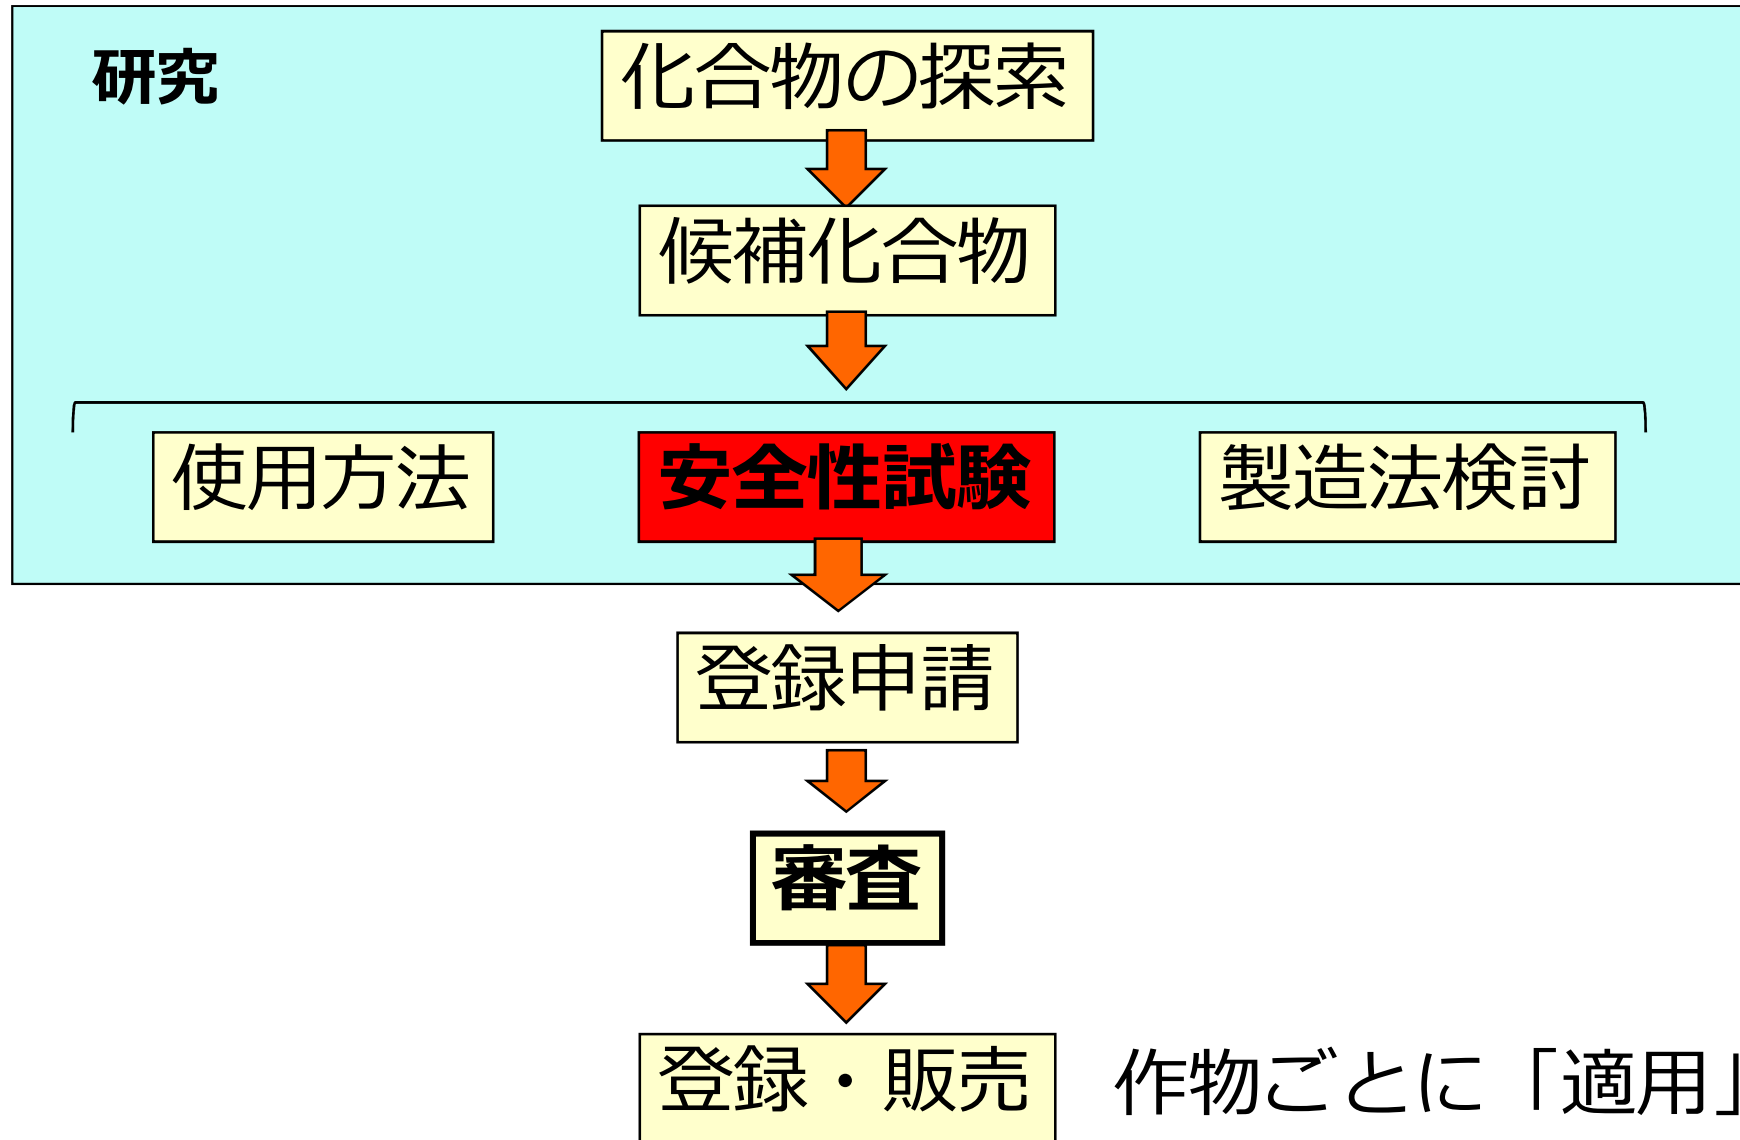 研究
化合物の探索
候補化合物
使用方法
安全性試験
製造法検討
登録申請
審査
登録・販売
作物ごとに「適用」